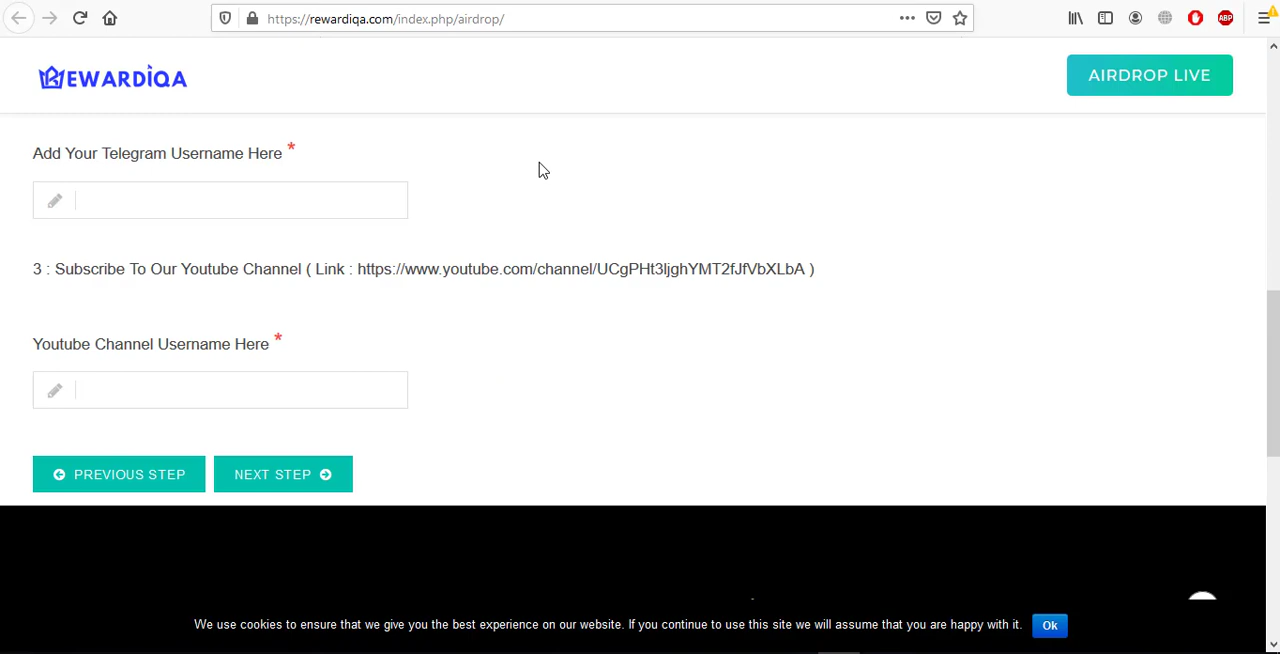 https://rewardiqa.com/index.php/airdrop/
ABP
REWARDIQA
AIRDROP LIVE
Add Your Telegram Username Here *
3 : Subscribe To Our Youtube Channel ( Link : https://www.youtube.com/channel/UCgPHt3ljghYMT2fJfVbXLbA )
Youtube Channel Username Here *
PREVIOUS STEP
NEXT STEP
We use cookies to ensure that we give you the best experience on our website. If you continue to use this site we will assume that you are happy with it.
Ok